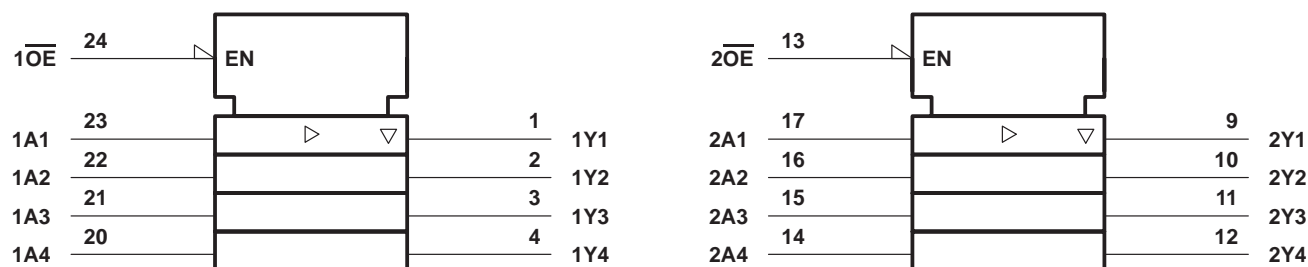 1OE 24 EN
1A1 23 1 1Y1
1A2 22 2 1Y2
1A3 21 3 1Y3
1A4 20 4 1Y4
2OE 13 EN
2A1 17 9 2Y1
2A2 16 10 2Y2
2A3 15 11 2Y3
2A4 14 12 2Y4